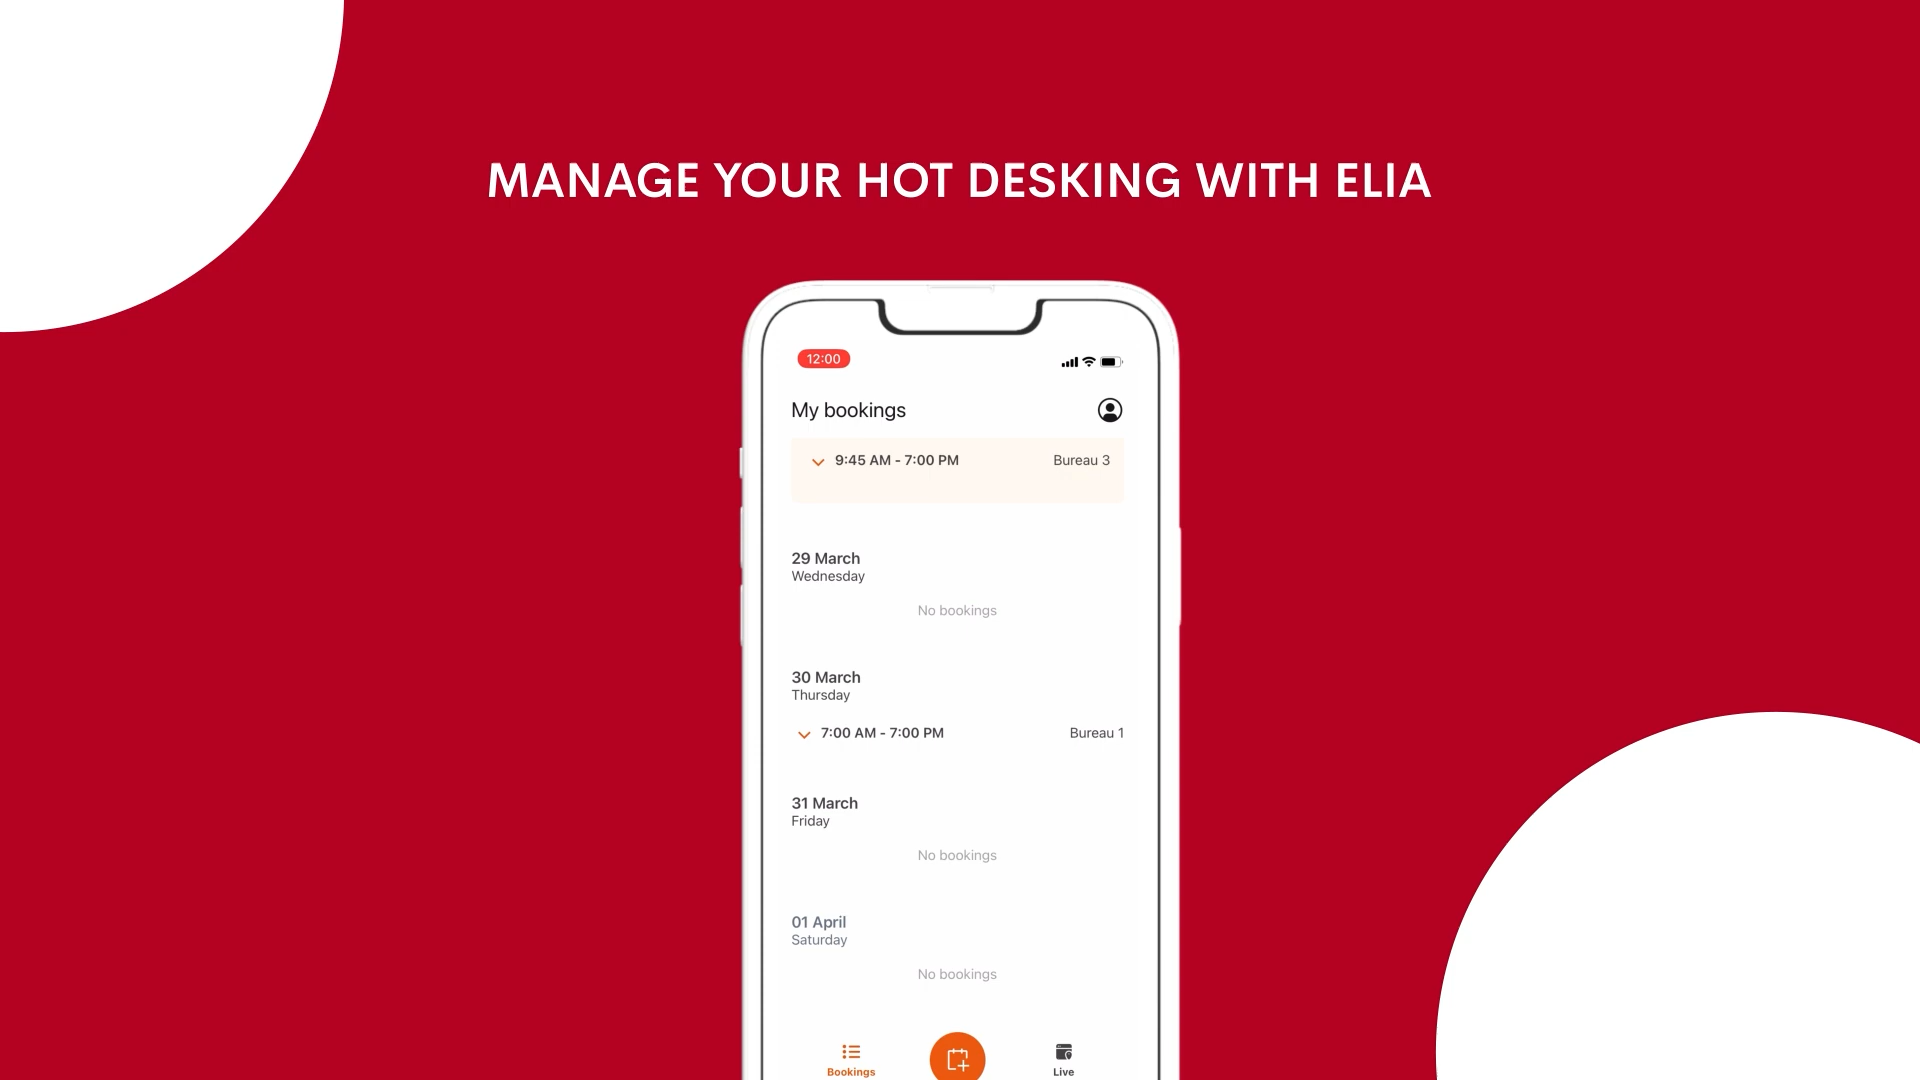 MANAGE YOUR HOT DESKING WITH ELIA
12:00
My bookings
9:45 AM - 7:00 PM Bureau 3
29 March
Wednesday
No bookings
30 March
Thursday
7:00 AM - 7:00 PM Bureau 1
31 March
Friday
No bookings
01 April
Saturday
No bookings
Bookings Live